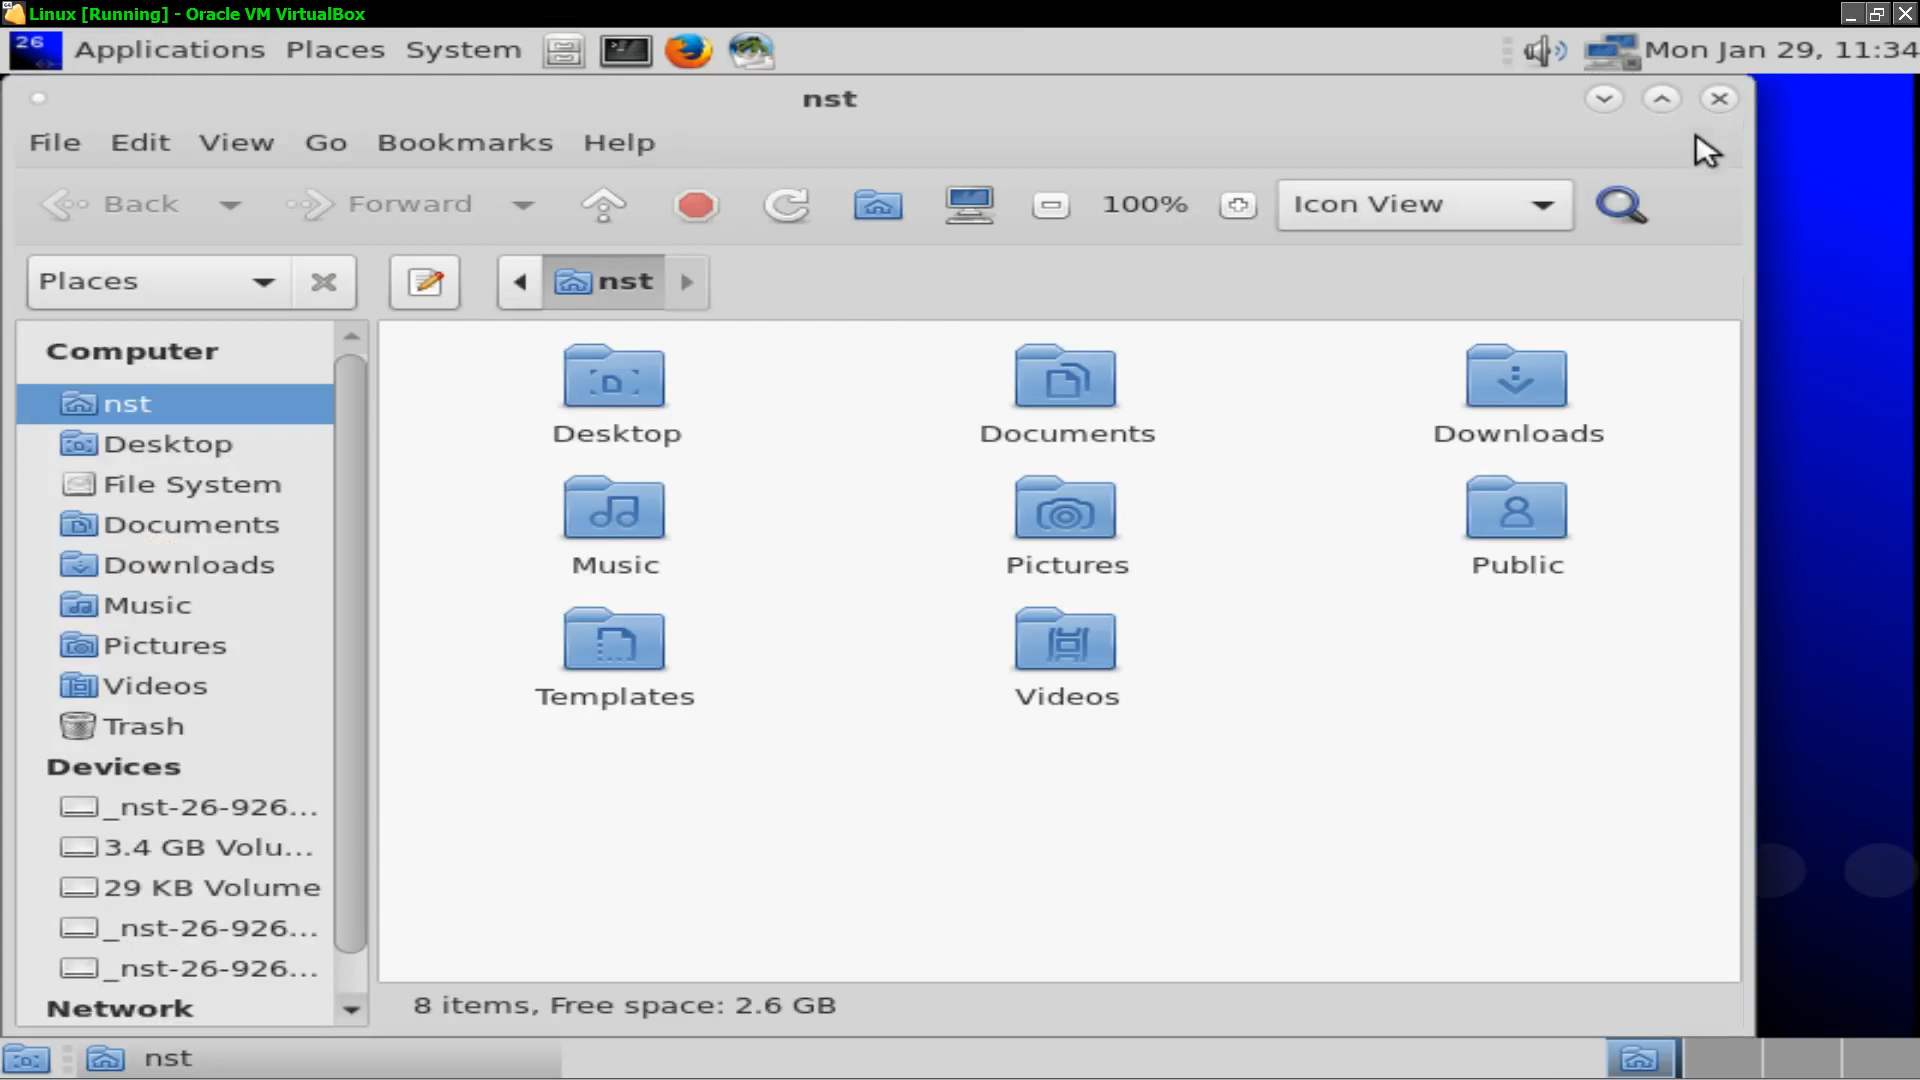 Linux [Running] - Oracle VM VirtualBox
26 Applications Places System Mon Jan 29, 11:34
nst
File Edit View Go Bookmarks Help
Back Forward 100% Icon View
Places nst
Computer
nst
Desktop
File System
Documents
Downloads
Music
Pictures
Videos
Trash
Devices
_nst-26-926...
3.4 GB Volu...
29 KB Volume
_nst-26-926...
_nst-26-926...
Network
Desktop Documents Downloads
Music Pictures Public
Templates Videos
8 items, Free space: 2.6 GB
nst